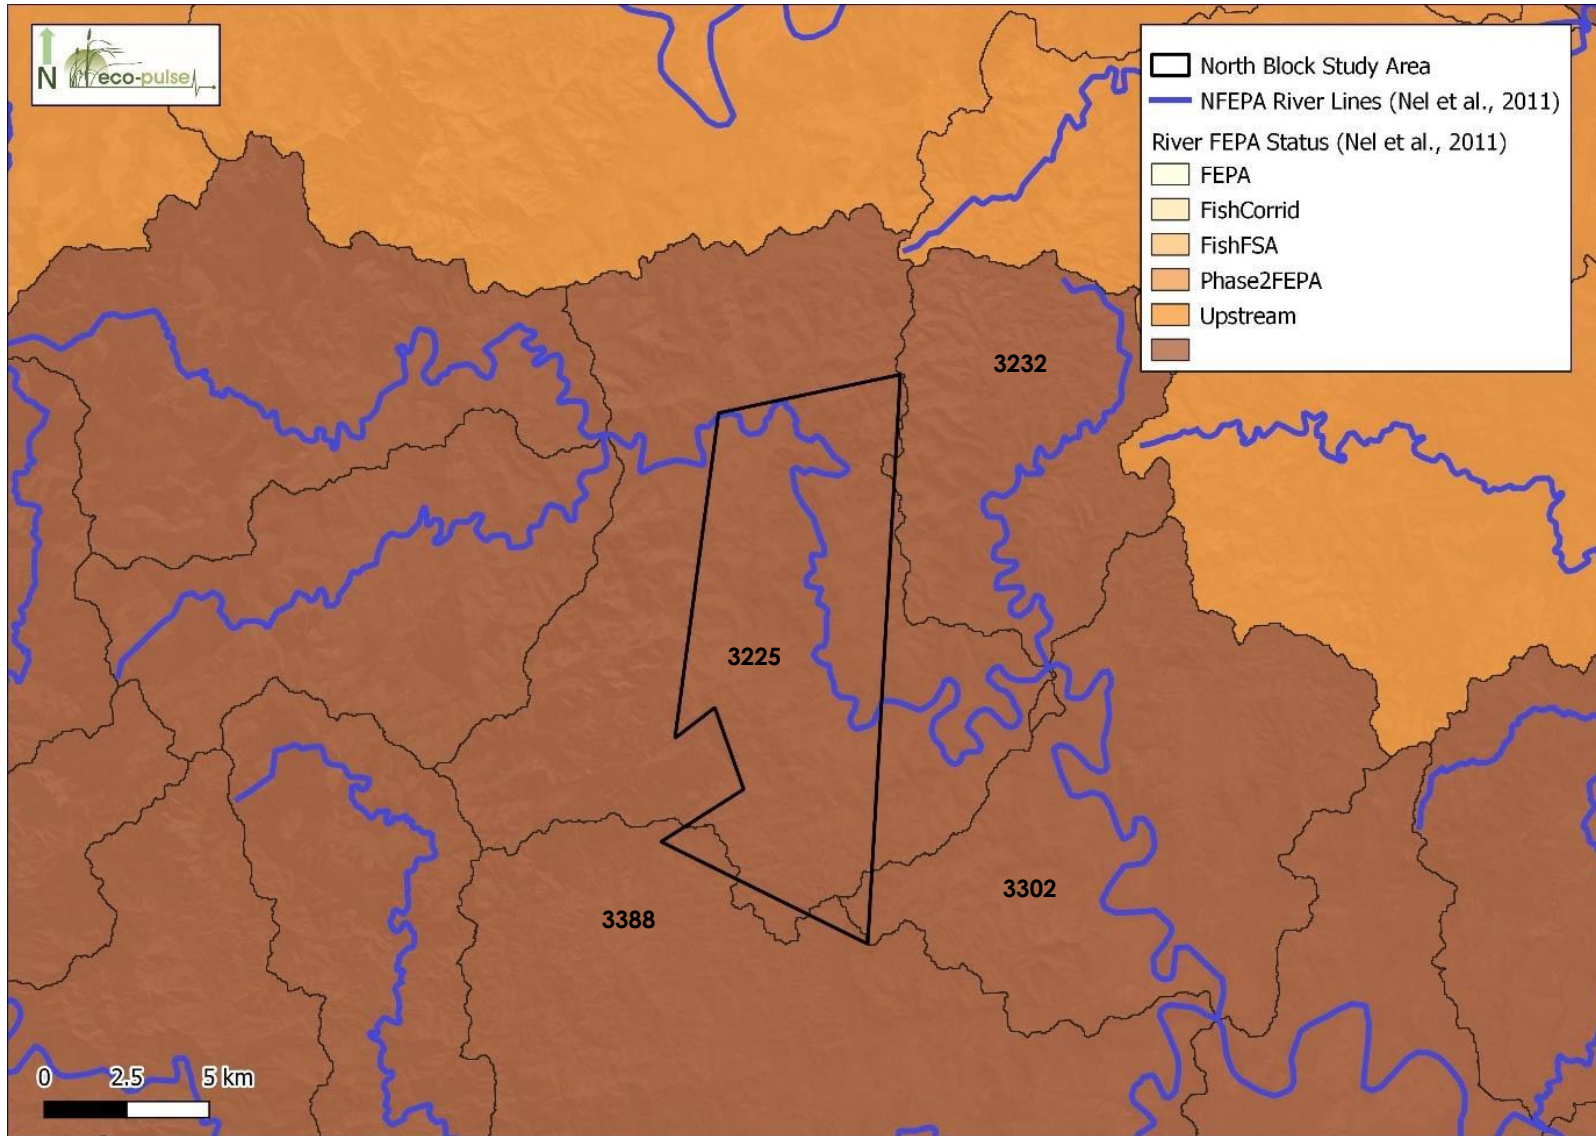 N
eco-pulse
North Block Study Area
NFEPA River Lines (Nel et al., 2011)
River FEPA Status (Nel et al., 2011)
FEPA
FishCorrid
FishFSA
Phase2FEPA
Upstream
3232
3225
3302
3388
0 2.5 5 km